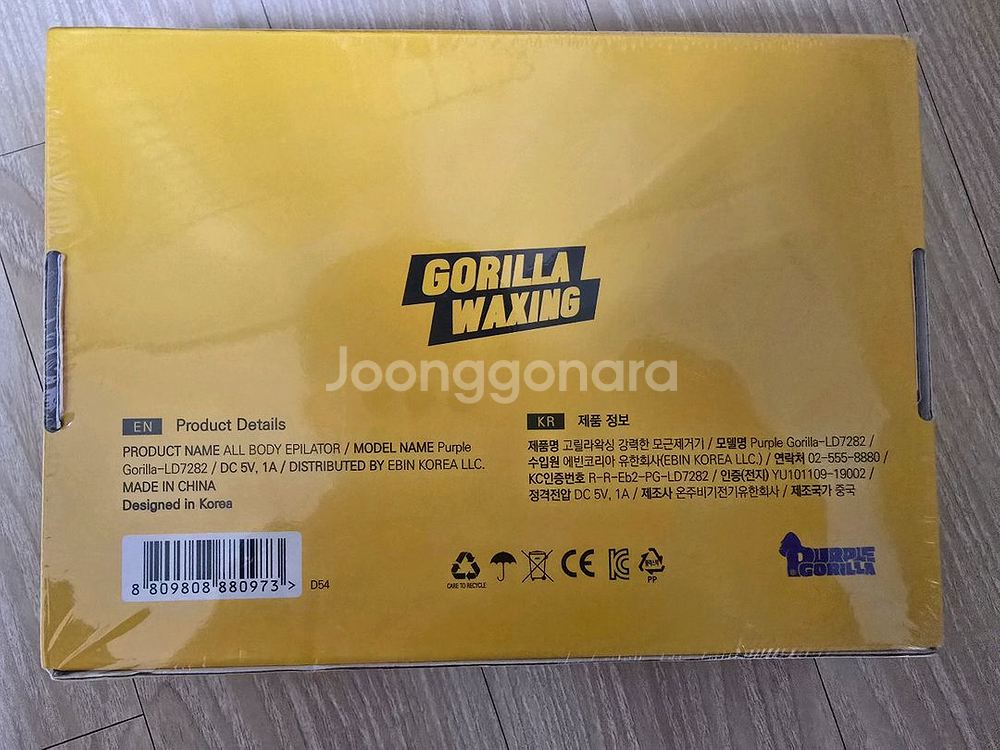 GORILLA
WAXING
Joonggonara
EN Product Details
PRODUCT NAME ALL BODY EPILATOR / MODEL NAME Purple
Gorilla-LD7282 / DC 5V, 1A / DISTRIBUTED BY EBIN KOREA LLC.
MADE IN CHINA
Designed in Korea
KR 제품 정보
제품명 고릴라왁싱 강력한 모근제거기 / 모델명 Purple Gorilla-LD7282 /
수입원 에빈코리아 유한회사(EBIN KOREA LLC.) / 연락처 02-555-8880 /
KC인증번호 R-R-Eb2-PG-LD7282 / 인증(전지) YU101109-19002 /
정격전압 DC 5V, 1A / 제조사 온주비기전기유한회사 / 제조국가 중국
8 809808 880973 >
D54
CARE TO RECYCLE
CE
PP
PURPLE
GORILLA